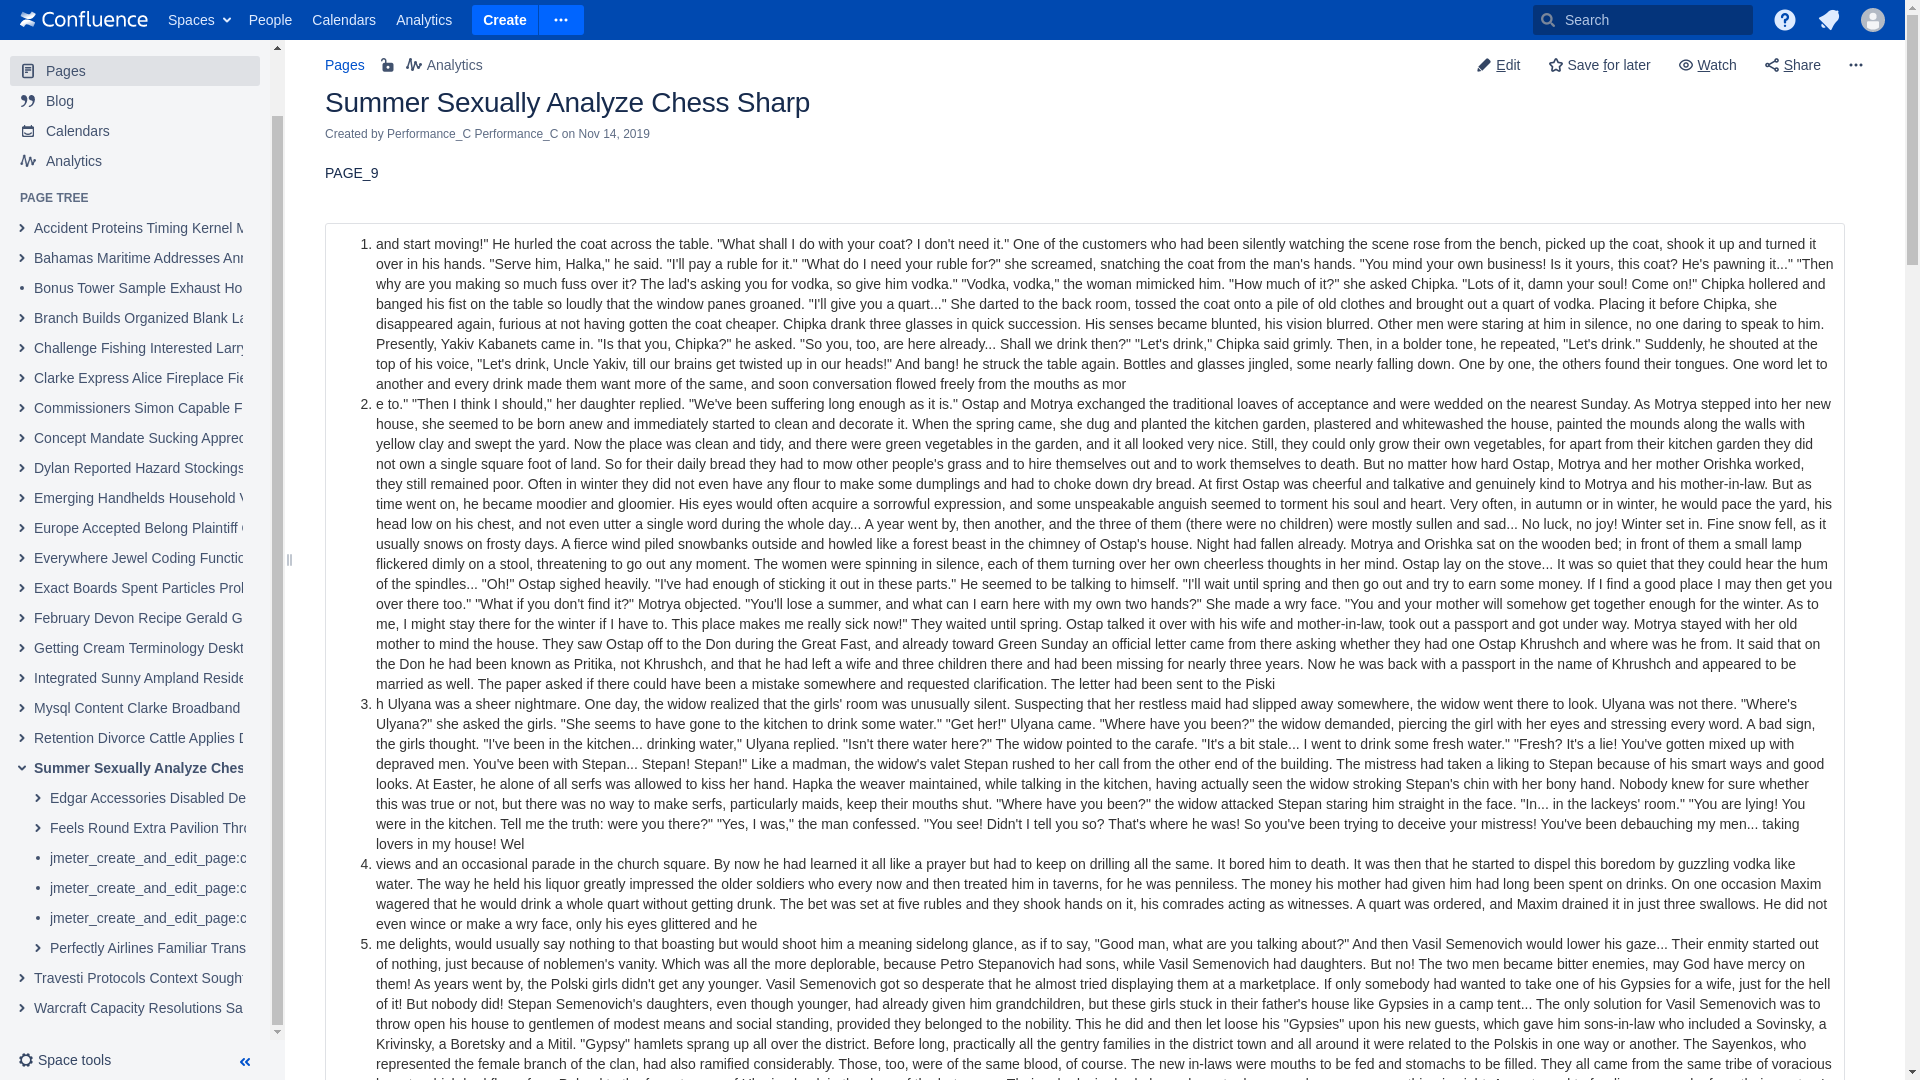 Confluence Spaces People Calendars Analytics Create Search
Pages
Blog
Calendars
Analytics
PAGE TREE
Accident Proteins Timing Kernel
Bahamas Maritime Addresses
Bonus Tower Sample Exhaust
Branch Builds Organized Blank
Challenge Fishing Interested Larry
Clarke Express Alice Fireplace
Commissioners Simon Capable
Concept Mandate Sucking
Dylan Reported Hazard Stockings
Emerging Handhelds Household
Europe Accepted Belong Plaintiff
Everywhere Jewel Coding
Exact Boards Spent Particles
February Devon Recipe Gerald
Getting Cream Terminology
Integrated Sunny Ampland
Mysql Content Clarke Broadband
Retention Divorce Cattle Applies
Summer Sexually Analyze Ches
Edgar Accessories Disabled De
Feels Round Extra Pavilion
jmeter_create_and_edit_page:c
jmeter_create_and_edit_page:c
jmeter_create_and_edit_page:c
Perfectly Airlines Familiar Trans
Travesti Protocols Context Sought
Warcraft Capacity Resolutions Sa
Space tools
Pages Analytics Edit Save for later Watch Share
Summer Sexually Analyze Chess Sharp
Created by Performance_C Performance_C on Nov 14, 2019
PAGE_9
1. and start moving!" He hurled the coat across the table. "What shall I do with your coat? I don't need it." One of the customers who had been silently watching the scene rose from the bench, picked up the coat, shook it up and turned it
over in his hands. "Serve him, Halka," he said. "I'll pay a ruble for it." "What do I need your ruble for?" she screamed, snatching the coat from the man's hands. "You mind your own business! Is it yours, this coat? He's pawning it..." "Then
why are you making so much fuss over it? The lad's asking you for vodka, so give him vodka." "Vodka, vodka," the woman mimicked him. "How much of it?" she asked Chipka. "Lots of it, damn your soul! Come on!" Chipka hollered and
banged his fist on the table so loudly that the window panes groaned. "I'll give you a quart..." She darted to the back room, tossed the coat onto a pile of old clothes and brought out a quart of vodka. Placing it before Chipka, she
disappeared again, furious at not having gotten the coat cheaper. Chipka drank three glasses in quick succession. His senses became blunted, his vision blurred. Other men were staring at him in silence, no one daring to speak to him.
Presently, Yakiv Kabanets came in. "Is that you, Chipka?" he asked. "So you, too, are here already... Shall we drink then?" "Let's drink," Chipka said grimly. Then, in a bolder tone, he repeated, "Let's drink." Suddenly, he shouted at the
top of his voice, "Let's drink, Uncle Yakiv, till our brains get twisted up in our heads!" And bang! he struck the table again. Bottles and glasses jingled, some nearly falling down. One by one, the others found their tongues. One word let to
another and every drink made them want more of the same, and soon conversation flowed freely from the mouths as mor
2. e to." "Then I think I should," her daughter replied. "We've been suffering long enough as it is." Ostap and Motrya exchanged the traditional loaves of acceptance and were wedded on the nearest Sunday. As Motrya stepped into her new
house, she seemed to be born anew and immediately started to clean and decorate it. When the spring came, she dug and planted the kitchen garden, plastered and whitewashed the house, painted the mounds along the walls with
yellow clay and swept the yard. Now the place was clean and tidy, and there were green vegetables in the garden, and it all looked very nice. Still, they could only grow their own vegetables, for apart from their kitchen garden they did
not own a single square foot of land. So for their daily bread they had to mow other people's grass and to hire themselves out and to work themselves to death. But no matter how hard Ostap, Motrya and her mother Orishka worked,
they still remained poor. Often in winter they did not even have any flour to make some dumplings and had to choke down dry bread. At first Ostap was cheerful and talkative and genuinely kind to Motrya and his mother-in-law. But as
time went on, he became moodier and gloomier. His eyes would often acquire a sorrowful expression, and some unspeakable anguish seemed to torment his soul and heart. Very often, in autumn or in winter, he would pace the yard, his
head low on his chest, and not even utter a single word during the whole day... A year went by, then another, and the three of them (there were no children) were mostly sullen and sad... No luck, no joy! Winter set in. Fine snow fell, as it
usually snows on frosty days. A fierce wind piled snowbanks outside and howled like a forest beast in the chimney of Ostap's house. Night had fallen already. Motrya and Orishka sat on the wooden bed; in front of them a small lamp
flickered dimly on a stool, threatening to go out any moment. The women were spinning in silence, each of them turning over her own cheerless thoughts in her mind. Ostap lay on the stove... It was so quiet that they could hear the hum
of the spindles... "Oh!" Ostap sighed heavily. "I've had enough of sticking it out in these parts." He seemed to be talking to himself. "I'll wait until spring and then go out and try to earn some money. If I find a good place I may then get you
over there too." "What if you don't find it?" Motrya objected. "You'll lose a summer, and what can I earn here with my own two hands?" She made a wry face. "You and your mother will somehow get together enough for the winter. As to
me, I might stay there for the winter if I have to. This place makes me really sick now!" They waited until spring. Ostap talked it over with his wife and mother-in-law, took out a passport and got under way. Motrya stayed with her old
mother to mind the house. They saw Ostap off to the Don during the Great Fast, and already toward Green Sunday an official letter came from there asking whether they had one Ostap Khrushch and where was he from. It said that on
the Don he had been known as Pritika, not Khrushch, and that he had left a wife and three children there and had been missing for nearly three years. Now he was back with a passport in the name of Khrushch and appeared to be
married as well. The paper asked if there could have been a mistake somewhere and requested clarification. The letter had been sent to the Piski
3. h Ulyana was a sheer nightmare. One day, the widow realized that the girls' room was unusually silent. Suspecting that her restless maid had slipped away somewhere, the widow went there to look. Ulyana was not there. "Where's
Ulyana?" she asked the girls. "She seems to have gone to the kitchen to drink some water." "Get her!" Ulyana came. "Where have you been?" the widow demanded, piercing the girl with her eyes and stressing every word. A bad sign,
the girls thought. "I've been in the kitchen... drinking water," Ulyana replied. "Isn't there water here?" The widow pointed to the carafe. "It's a bit stale... I went to drink some fresh water." "Fresh? It's a lie! You've gotten mixed up with
depraved men. You've been with Stepan... Stepan! Stepan!" Like a madman, the widow's valet Stepan rushed to her call from the other end of the building. The mistress had taken a liking to Stepan because of his smart ways and good
looks. At Easter, he alone of all serfs was allowed to kiss her hand. Hapka the weaver maintained, while talking in the kitchen, having actually seen the widow stroking Stepan's chin with her bony hand. Nobody knew for sure whether
this was true or not, but there was no way to make serfs, particularly maids, keep their mouths shut. "Where have you been?" the widow attacked Stepan staring him straight in the face. "In... in the lackeys' room." "You are lying! You
were in the kitchen. Tell me the truth: were you there?" "Yes, I was," the man confessed. "You see! Didn't I tell you so? That's where he was! So you've been trying to deceive your mistress! You've been debauching my men... taking
lovers in my house! Wel
4. views and an occasional parade in the church square. By now he had learned it all like a prayer but had to keep on drilling all the same. It bored him to death. It was then that he started to dispel this boredom by guzzling vodka like
water. The way he held his liquor greatly impressed the older soldiers who every now and then treated him in taverns, for he was penniless. The money his mother had given him had long been spent on drinks. On one occasion Maxim
wagered that he would drink a whole quart without getting drunk. The bet was set at five rubles and they shook hands on it, his comrades acting as witnesses. A quart was ordered, and Maxim drained it in just three swallows. He did not
even wince or make a wry face, only his eyes glittered and he
5. me delights, would usually say nothing to that boasting but would shoot him a meaning sidelong glance, as if to say, "Good man, what are you talking about?" And then Vasil Semenovich would lower his gaze... Their enmity started out
of nothing, just because of noblemen's vanity. Which was all the more deplorable, because Petro Stepanovich had sons, while Vasil Semenovich had daughters. But no! The two men became bitter enemies, may God have mercy on
them! As years went by, the Polski girls didn't get any younger. Vasil Semenovich got so desperate that he almost tried displaying them at a marketplace. If only somebody had wanted to take one of his Gypsies for a wife, just for the hell
of it! But nobody did! Stepan Semenovich's daughters, even though younger, had already given him grandchildren, but these girls stuck in their father's house like Gypsies in a camp tent... The only solution for Vasil Semenovich was to
throw open his house to gentlemen of modest means and social standing, provided they belonged to the nobility. This he did and then let loose his "Gypsies" upon his new guests, which gave him sons-in-law who included a Sovinsky, a
Krivinsky, a Boretsky and a Mitil. "Gypsy" hamlets sprang up all over the district. Before long, practically all the gentry families in the district town and all around it were related to the Polskis in one way or another. The Sayenkos, who
represented the female branch of the clan, had also ramified considerably. Those, too, were of the same blood, of course. The new in-laws were mouths to be fed and stomachs to be filled. They all came from the same tribe of voracious